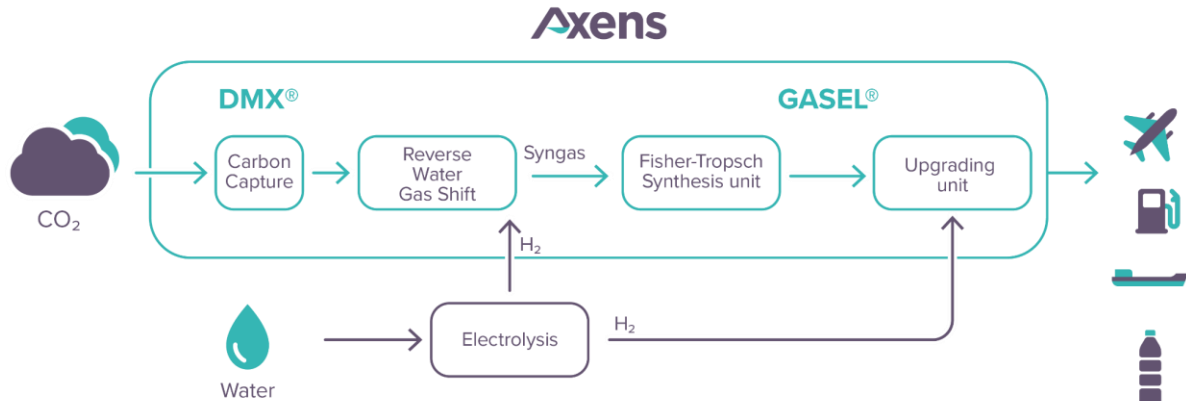 Axens
DMX®
GASEL®
CO₂
Carbon
Capture
Reverse
Water
Gas Shift
Syngas
Fisher-Tropsch
Synthesis unit
Upgrading
unit
H₂
Water
Electrolysis
H₂